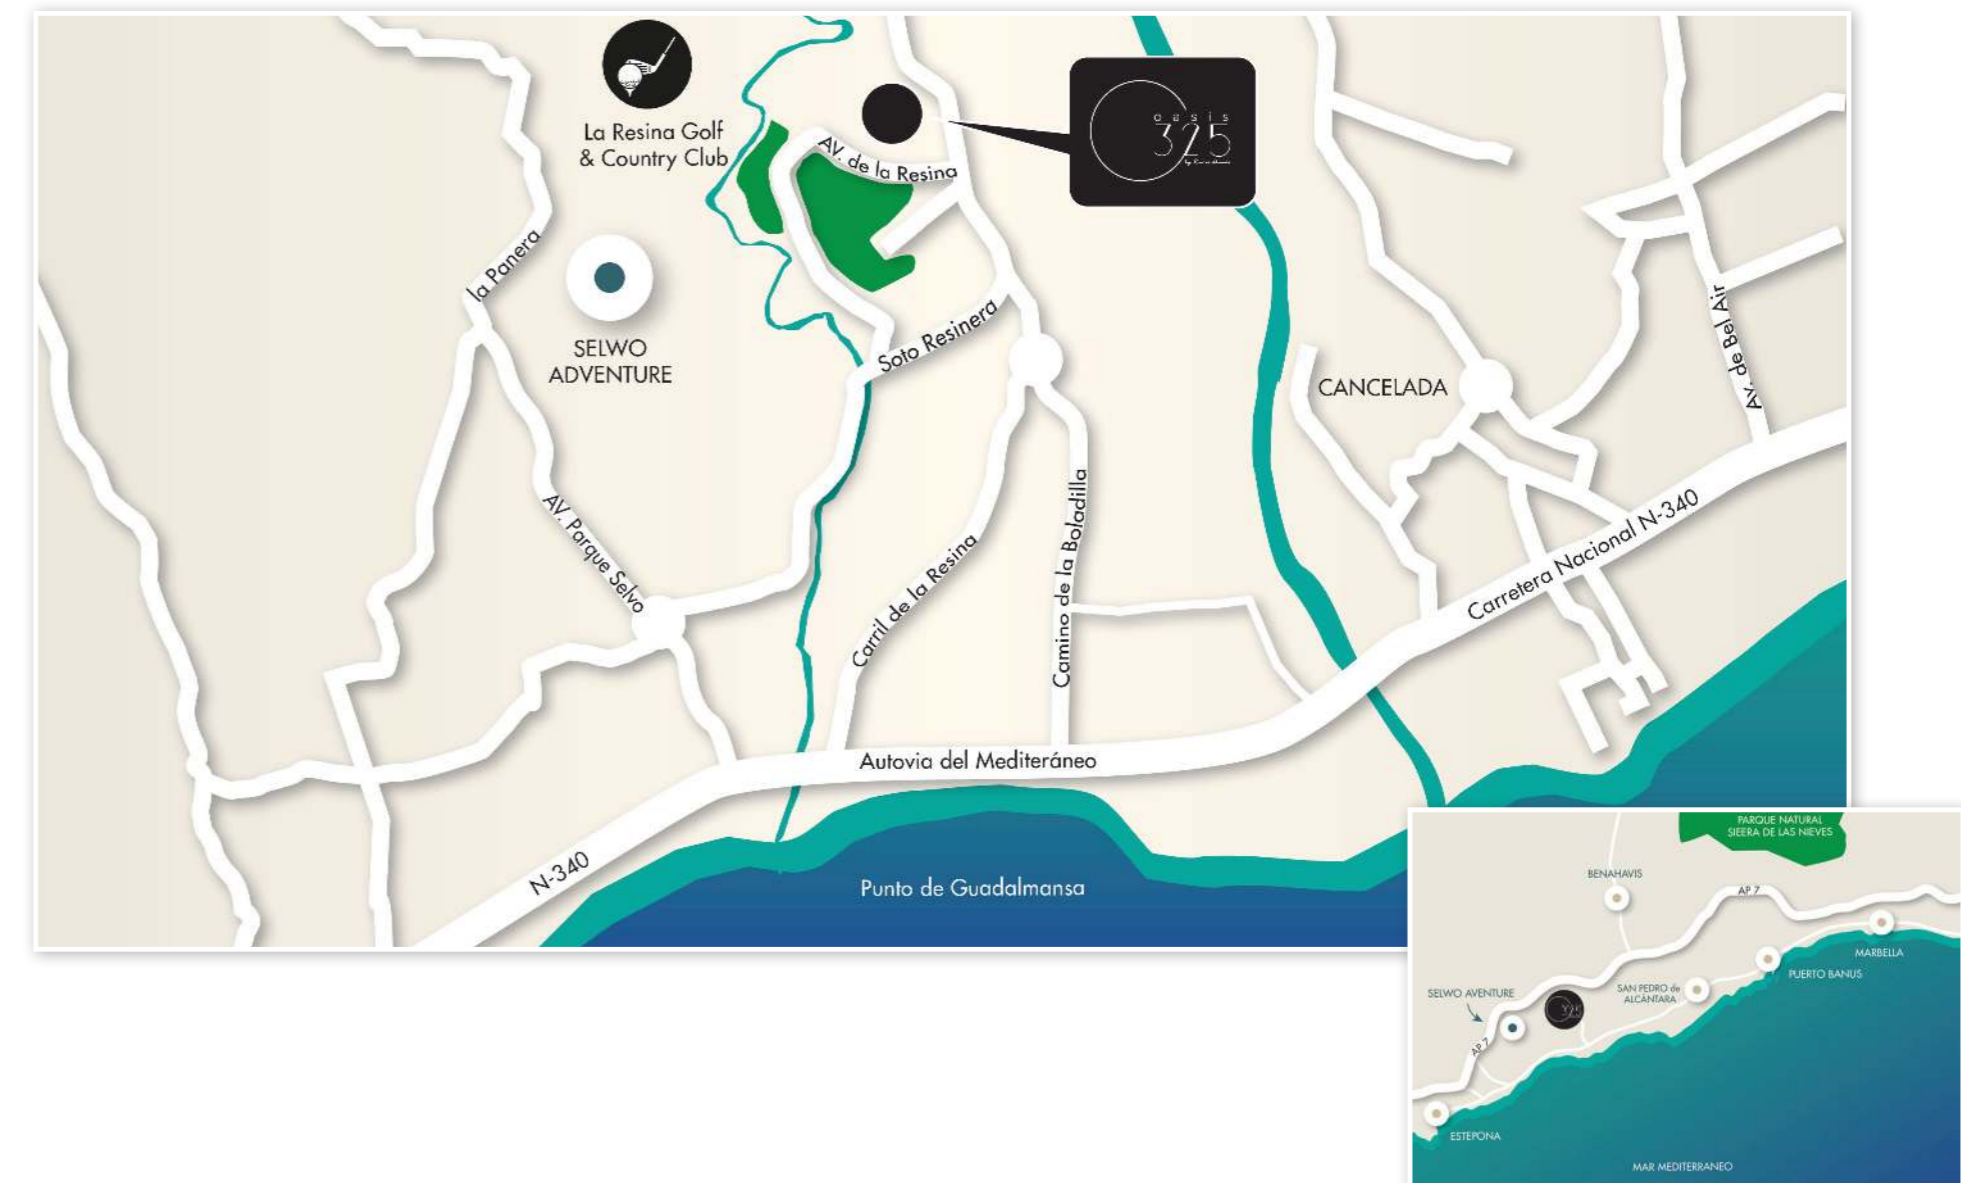 La Resina Golf
& Country Club
oasis
325
AV. de la Resina
la Panera
SELWO
ADVENTURE
Soto Resinera
CANCELADA
Av. de Bel Air
AV. Parque Selvo
Carril de la Resina
Camino de la Boladilla
Carretera Nacional N-340
Autovia del Mediteráneo
N-340
Punto de Guadalmansa
PARQUE NATURAL
SIEERA DE LAS NIEVES
BENAHAVIS
AP 7
MARBELLA
PUERTO BANUS
SAN PEDRO de
ALCÁNTARA
SELWO AVENTURE
AP 7
ESTEPONA
MAR MEDITERRANEO